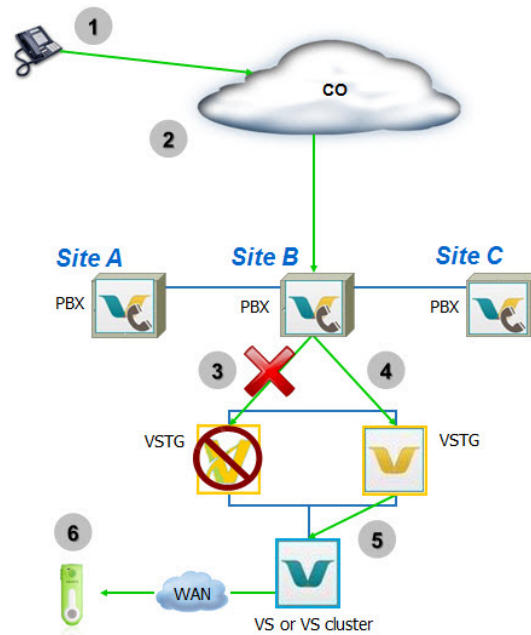 1
CO
2
Site A
Site B
Site C
PBX
PBX
PBX
3
4
VSTG
VSTG
5
6
WAN
VS or VS cluster